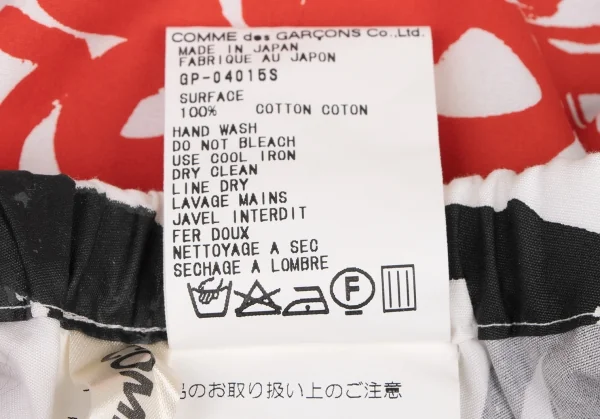 COMME des GARÇONS Co.,Ltd.
MADE IN JAPAN
FABRIQUE AU JAPON
GP-04015S
SURFACE
100% COTTON COTON
HAND WASH
DO NOT BLEACH
USE COOL IRON
DRY CLEAN
LINE DRY
LAVAGE MAINS
JAVEL INTERDIT
FER DOUX
NETTOYAGE A SEC
SECHAGE A LOMBRE
F
のお取り扱い上のご注意